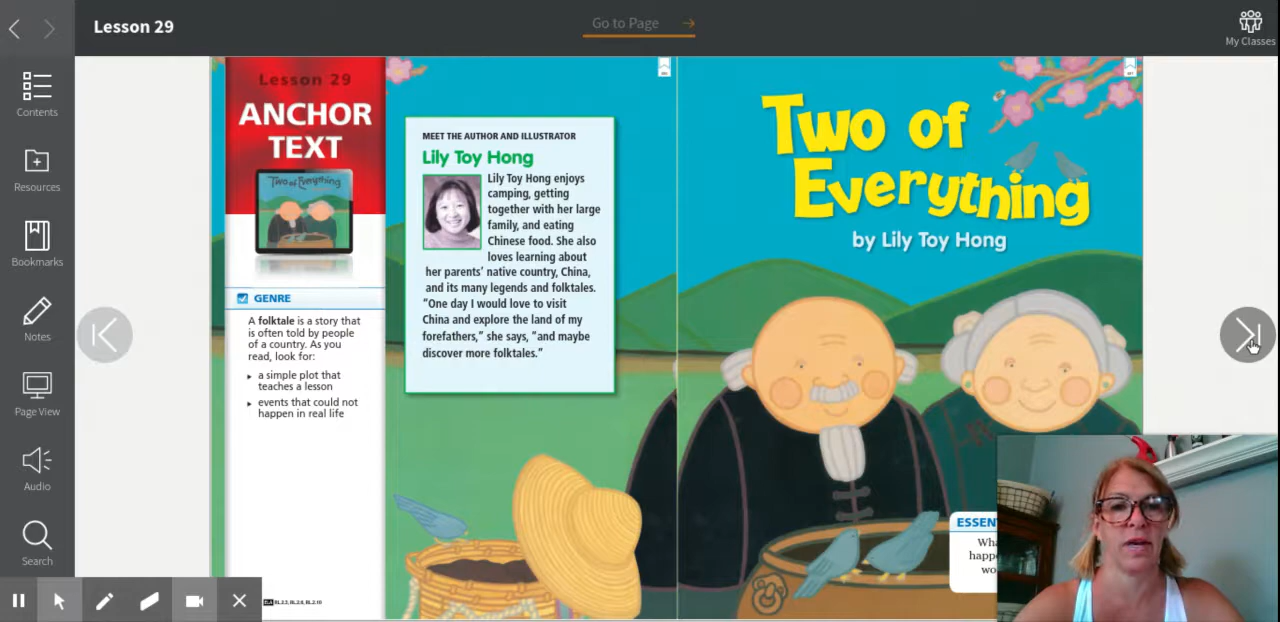 Lesson 29
Go to Page
My Classes
Contents
Resources
Bookmarks
Notes
Page View
Audio
Search
Lesson 29
ANCHOR
TEXT
Two of Everything
GENRE
A folktale is a story that
is often told by people
of a country. As you
read, look for:
a simple plot that
teaches a lesson
events that could not
happen in real life
MEET THE AUTHOR AND ILLUSTRATOR
Lily Toy Hong
Lily Toy Hong enjoys
camping, getting
together with her large
family, and eating
Chinese food. She also
loves learning about
her parents' native country, China,
and its many legends and folktales.
"One day I would love to visit
China and explore the land of my
forefathers," she says, "and maybe
discover more folktales."
Two of
Everything
by Lily Toy Hong